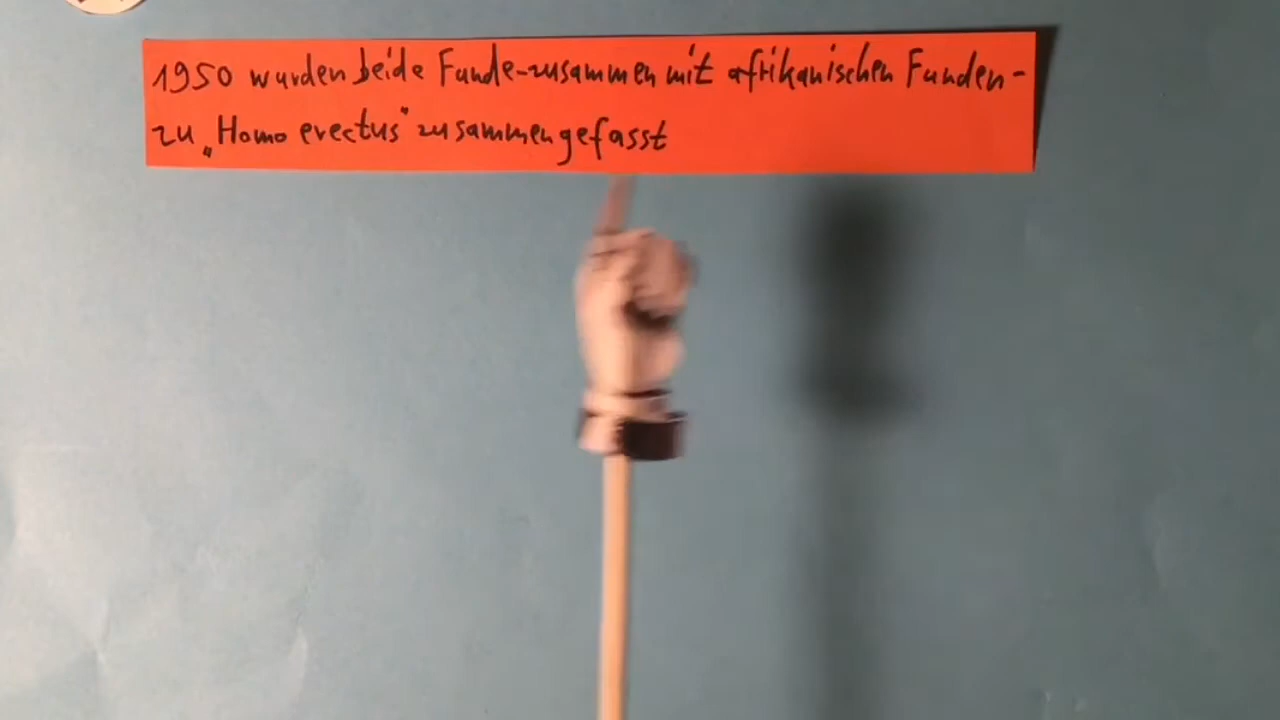 1950 wurden beide Funde-zusammen mit afrikanischen Funden-
zu „Homo erectus" zusammengefasst